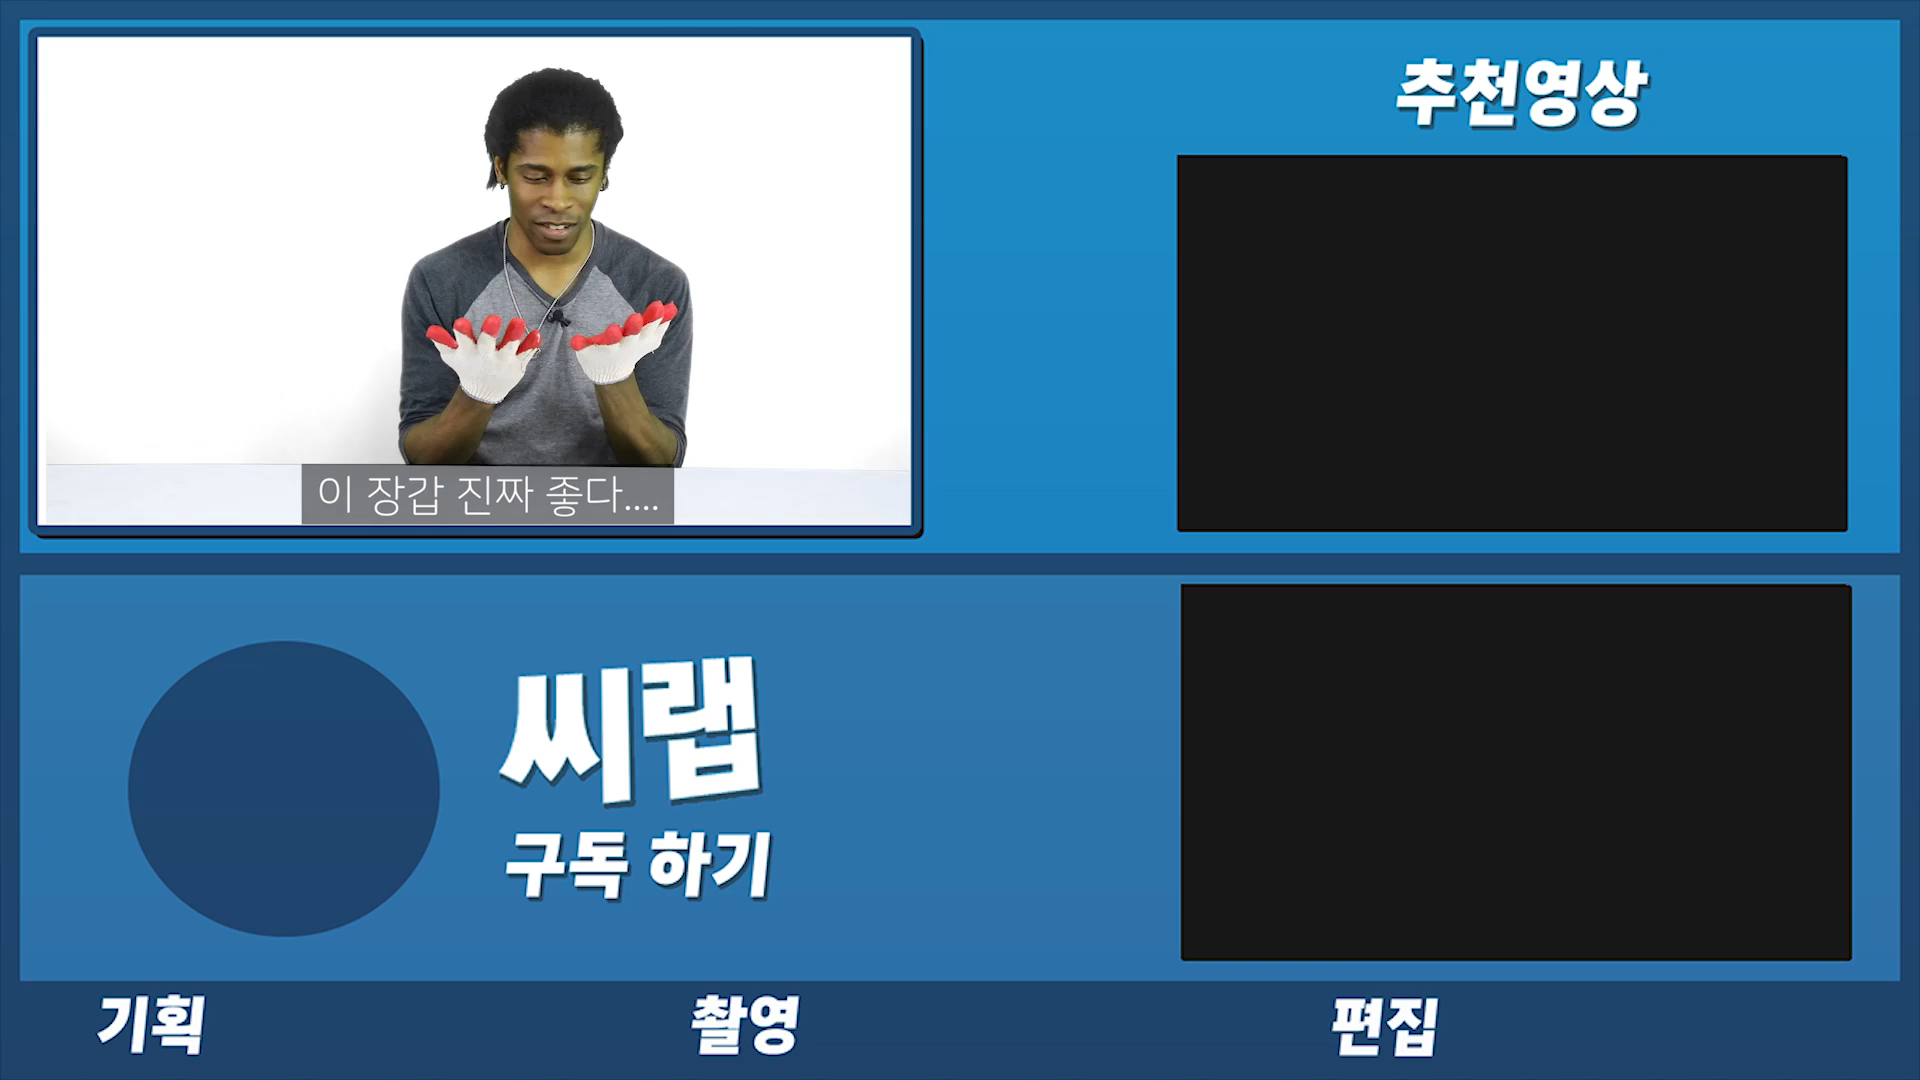 추천영상
이 장갑 진짜 좋다....
씨랩
구독 하기
기획
촬영
편집